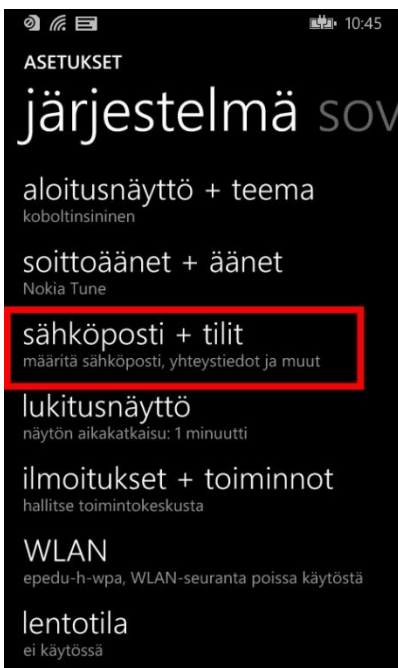 10:45
ASETUKSET
järjestelmä sov
aloitusnäyttö + teema
koboltinsininen
soittoäänet + äänet
Nokia Tune
sähköposti + tilit
määritä sähköposti, yhteystiedot ja muut
lukitusnäyttö
näytön aikakatkaisu: 1 minuutti
ilmoitukset + toiminnot
hallitse toimintokeskusta
WLAN
epedu-h-wpa, WLAN-seuranta poissa käytöstä
lentotila
ei käytössä